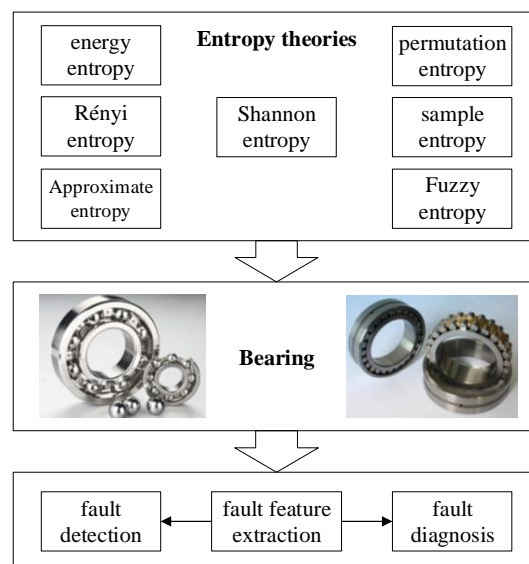 energy
entropy
Entropy theories
permutation
entropy
Rényi
entropy
Shannon
entropy
sample
entropy
Approximate
entropy
Fuzzy
entropy
Bearing
fault
detection
fault feature
extraction
fault
diagnosis